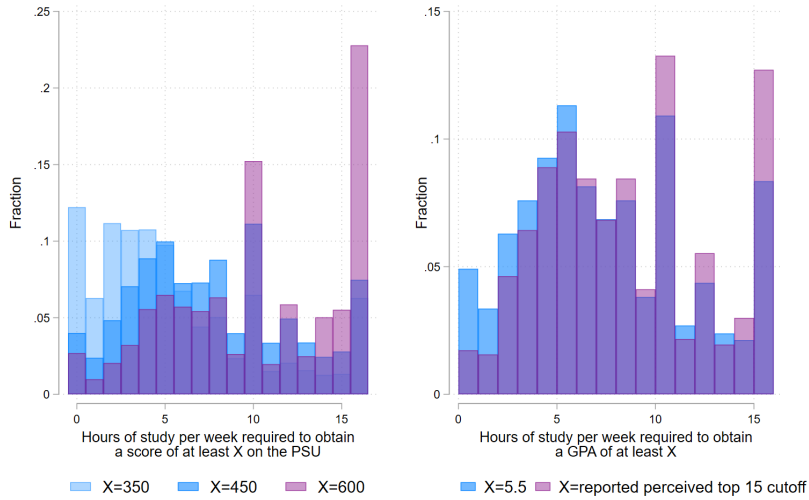 .25
.2
.15
.1
.05
0
Fraction
0 5 10 15
Hours of study per week required to obtain
a score of at least X on the PSU
X=350 X=450 X=600
.15
.1
.05
0
Fraction
0 5 10 15
Hours of study per week required to obtain
a GPA of at least X
X=5.5 X=reported perceived top 15 cutoff